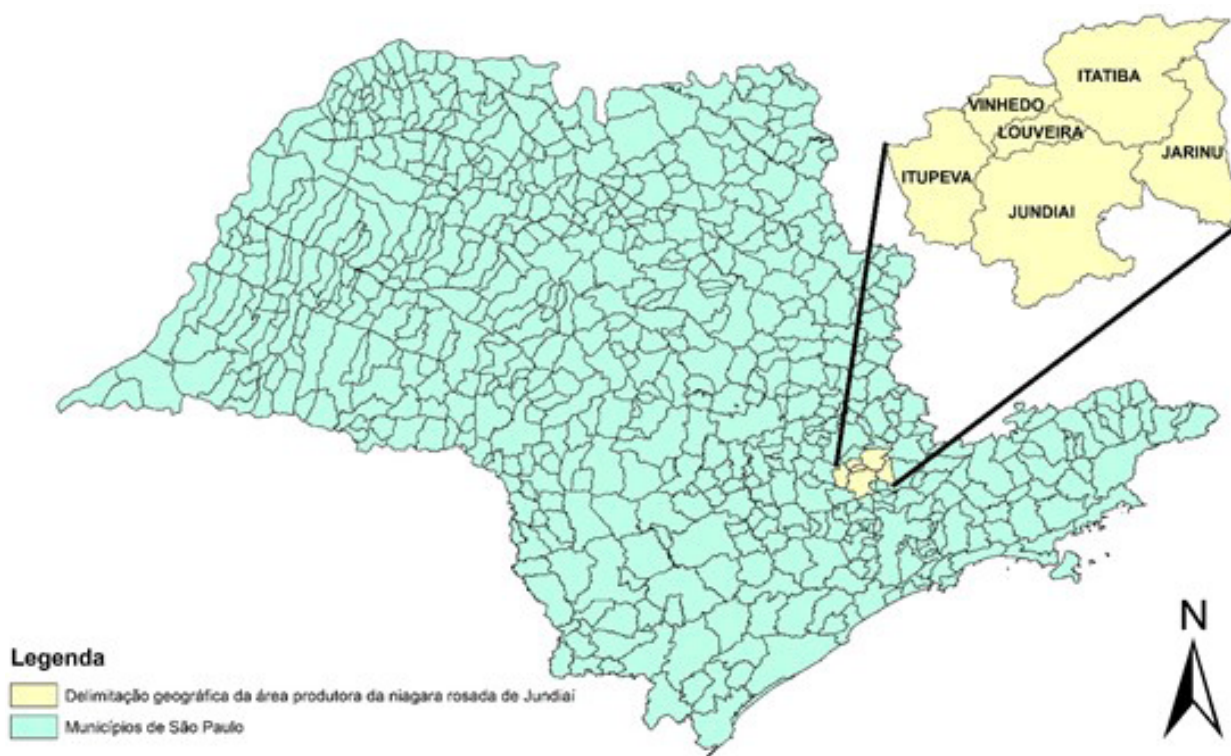 ITATIBA
VINHEDO
LOUVEIRA
JARINU
ITUPEVA
JUNDIAI
N
Legenda
Delimitação geográfica da área produtora da niagara rosada de Jundiaí
Municípios de São Paulo